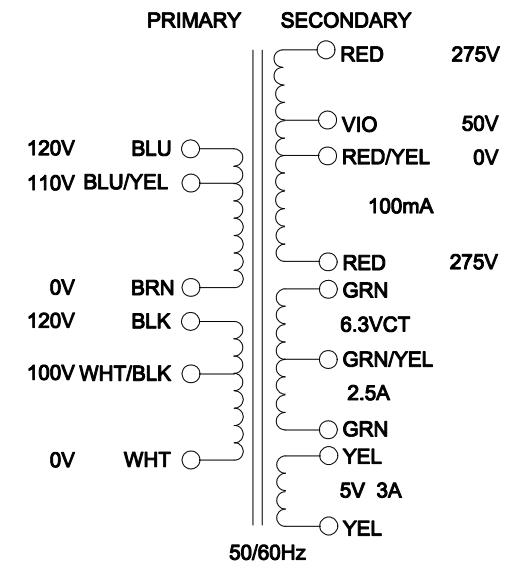 PRIMARY SECONDARY
RED 275V
VIO 50V
120V BLU
RED/YEL 0V
110V BLU/YEL
100mA
RED 275V
0V BRN
GRN
120V BLK
6.3VCT
GRN/YEL
100V WHT/BLK
2.5A
GRN
0V WHT
YEL
5V 3A
YEL
50/60Hz